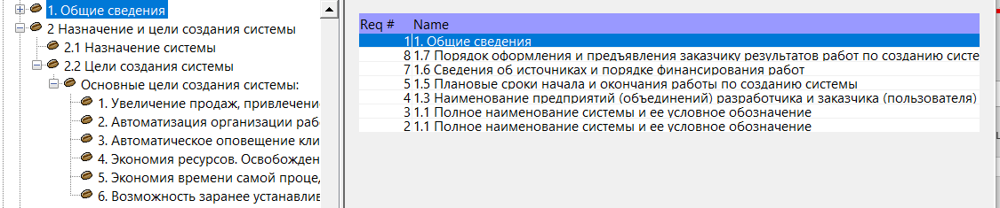 1. Общие сведения
2 Назначение и цели создания системы
2.1 Назначение системы
2.2 Цели создания системы
Основные цели создания системы:
1. Увеличение продаж, привлечени
2. Автоматизация организации раб
3. Автоматическое оповещение кли
4. Экономия ресурсов. Освобожден
5. Экономия времени самой проце,
6. Возможность заранее устанавлив
Req # Name
1 1. Общие сведения
8 1.7 Порядок оформления и предъявления заказчику результатов работ по созданию систе
7 1.6 Сведения об источниках и порядке финансирования работ
5 1.5 Плановые сроки начала и окончания работы по созданию системы
4 1.3 Наименование предприятий (объединений) разработчика и заказчика (пользователя)
3 1.1 Полное наименование системы и ее условное обозначение
2 1.1 Полное наименование системы и ее условное обозначение